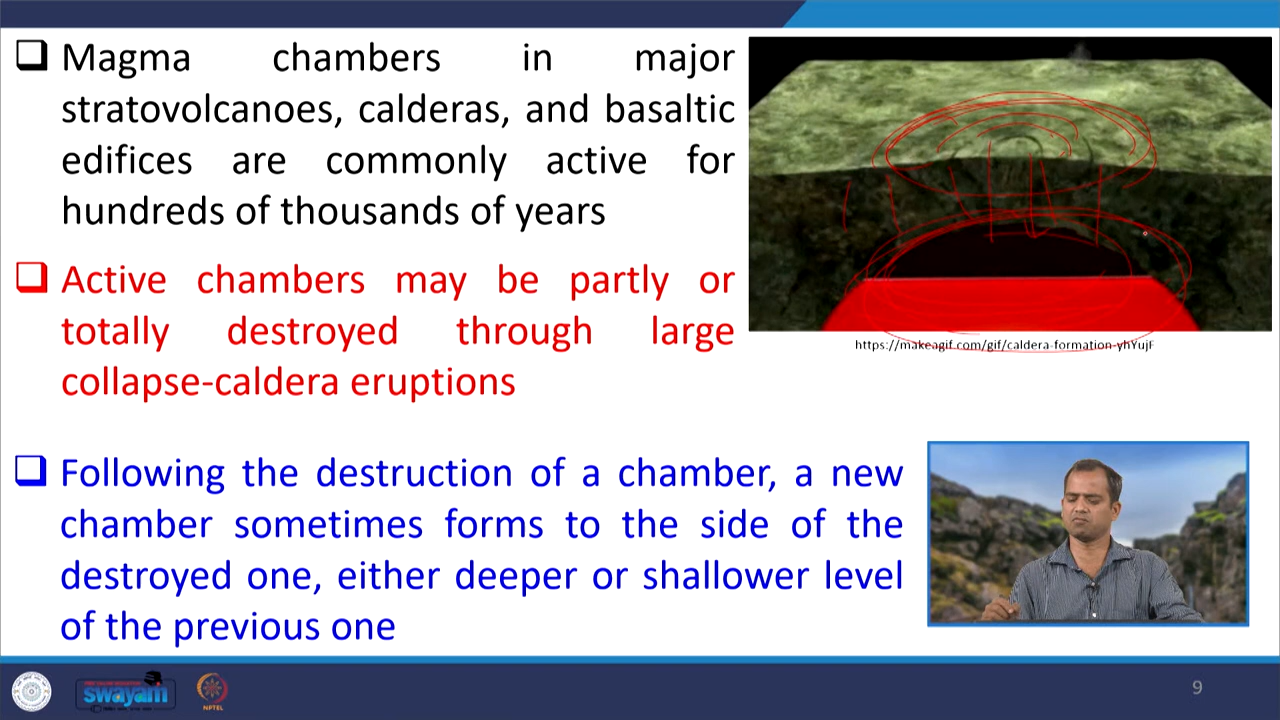 Magma chambers in major
stratovolcanoes, calderas, and basaltic
edifices are commonly active for
hundreds of thousands of years
Active chambers may be partly or
totally destroyed through large
collapse-caldera eruptions
https://makeagif.com/gif/caldera-formation-yhYujF
Following the destruction of a chamber, a new
chamber sometimes forms to the side of the
destroyed one, either deeper or shallower level
of the previous one
swayam
NPTEL
9